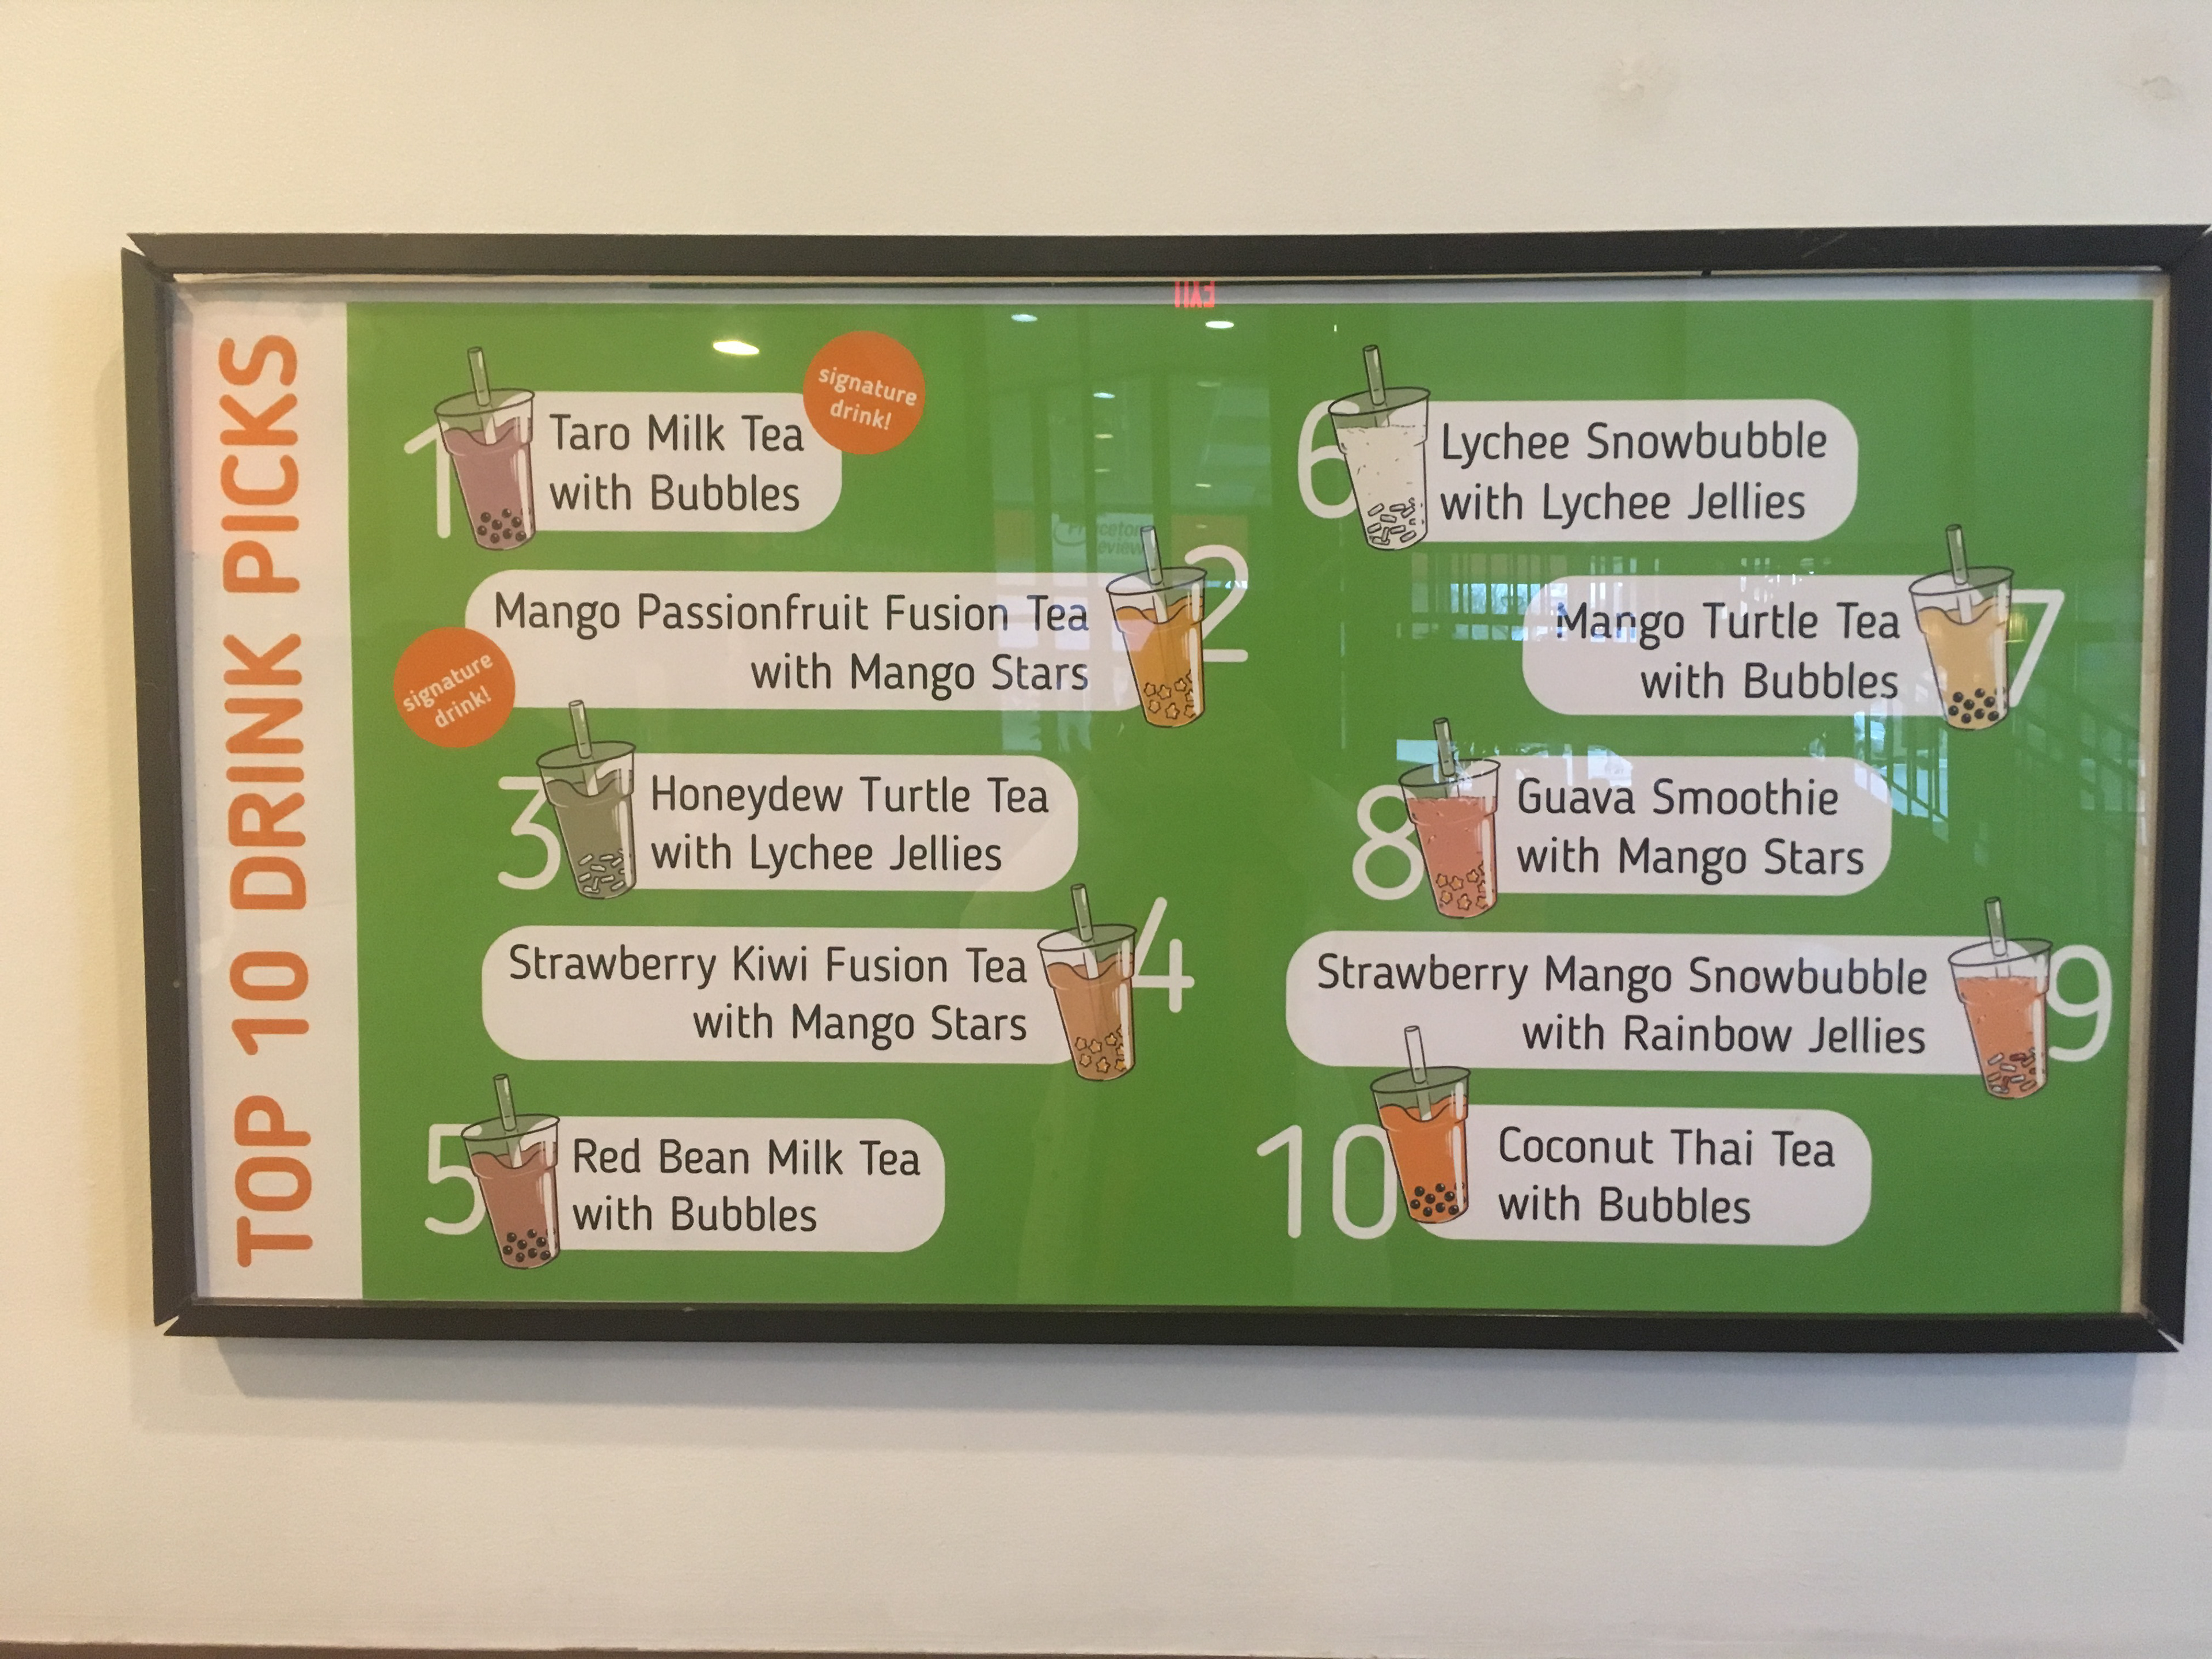 TOP 10 DRINK PICKS
1
Taro Milk Tea
with Bubbles
signature
drink!
2
Mango Passionfruit Fusion Tea
with Mango Stars
signature
drink!
3
Honeydew Turtle Tea
with Lychee Jellies
4
Strawberry Kiwi Fusion Tea
with Mango Stars
5
Red Bean Milk Tea
with Bubbles
6
Lychee Snowbubble
with Lychee Jellies
7
Mango Turtle Tea
with Bubbles
8
Guava Smoothie
with Mango Stars
9
Strawberry Mango Snowbubble
with Rainbow Jellies
10
Coconut Thai Tea
with Bubbles
EXIT